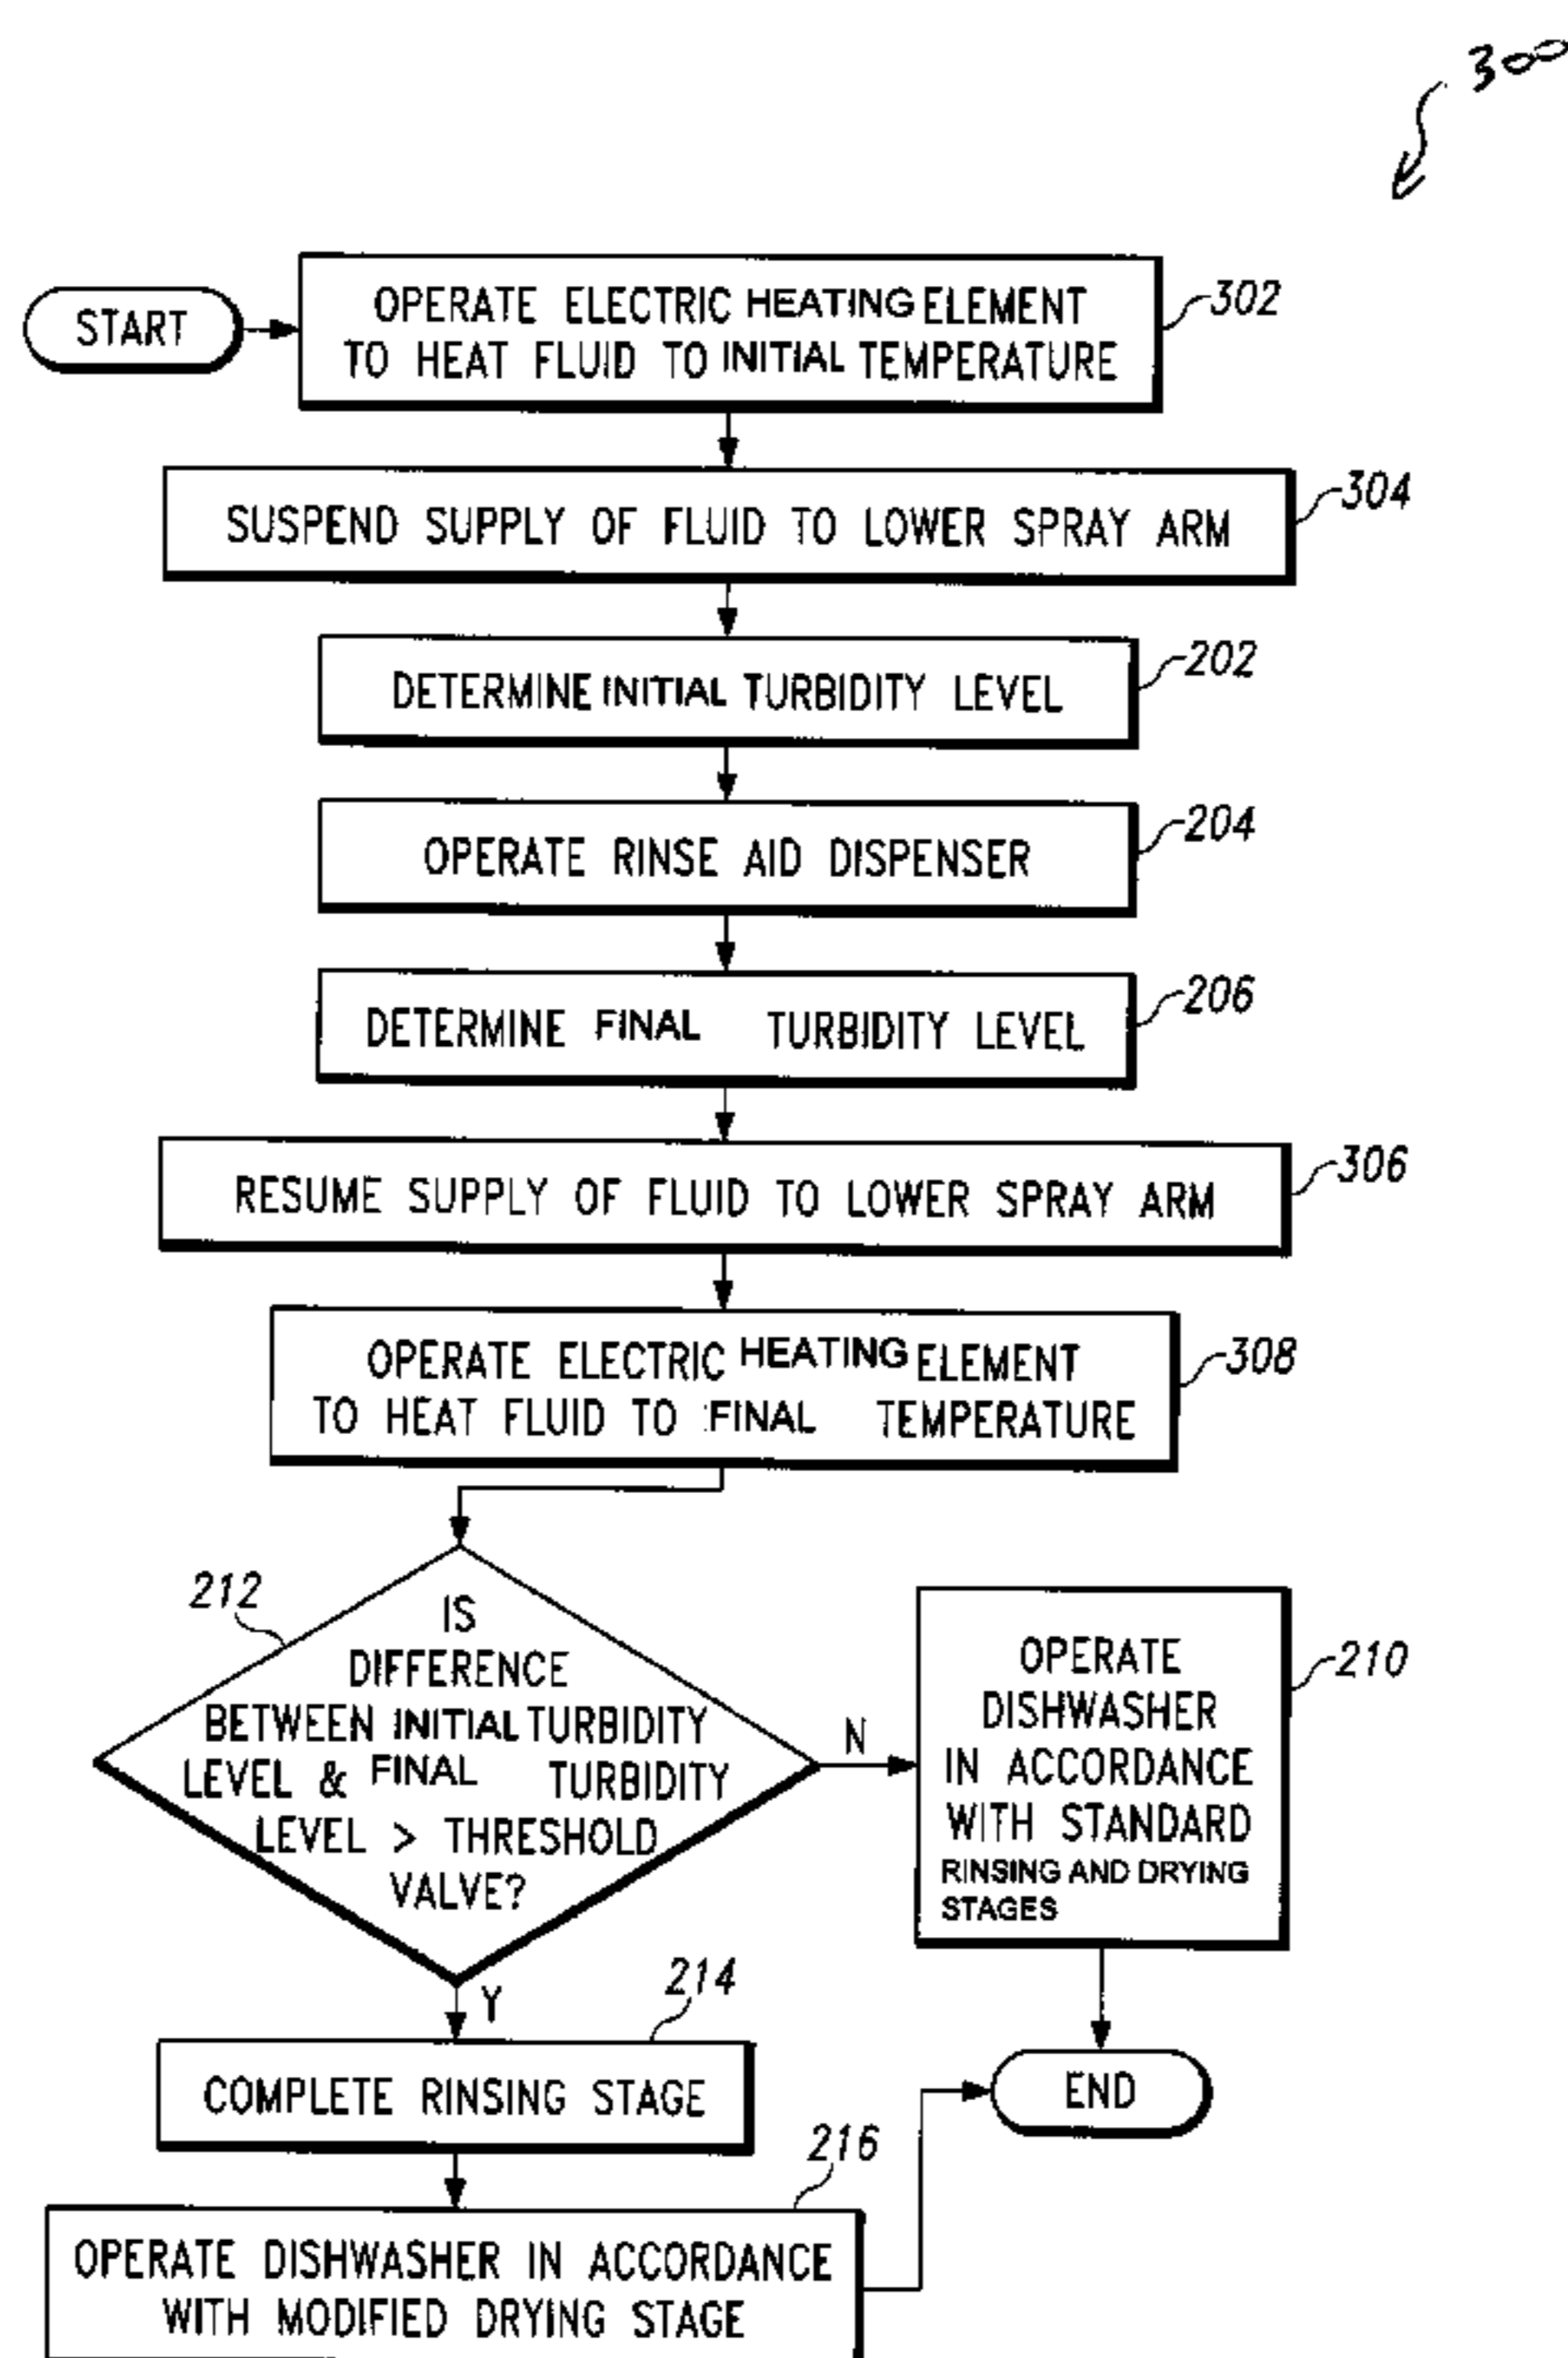 300
START
OPERATE ELECTRIC HEATING ELEMENT
TO HEAT FLUID TO INITIAL TEMPERATURE
302
SUSPEND SUPPLY OF FLUID TO LOWER SPRAY ARM
304
DETERMINE INITIAL TURBIDITY LEVEL
202
OPERATE RINSE AID DISPENSER
204
DETERMINE FINAL TURBIDITY LEVEL
206
RESUME SUPPLY OF FLUID TO LOWER SPRAY ARM
306
OPERATE ELECTRIC HEATING ELEMENT
TO HEAT FLUID TO FINAL TEMPERATURE
308
212
IS
DIFFERENCE
BETWEEN INITIAL TURBIDITY
LEVEL & FINAL TURBIDITY
LEVEL > THRESHOLD
VALVE?
N
OPERATE
DISHWASHER
IN ACCORDANCE
WITH STANDARD
RINSING AND DRYING
STAGES
210
Y
214
COMPLETE RINSING STAGE
END
216
OPERATE DISHWASHER IN ACCORDANCE
WITH MODIFIED DRYING STAGE